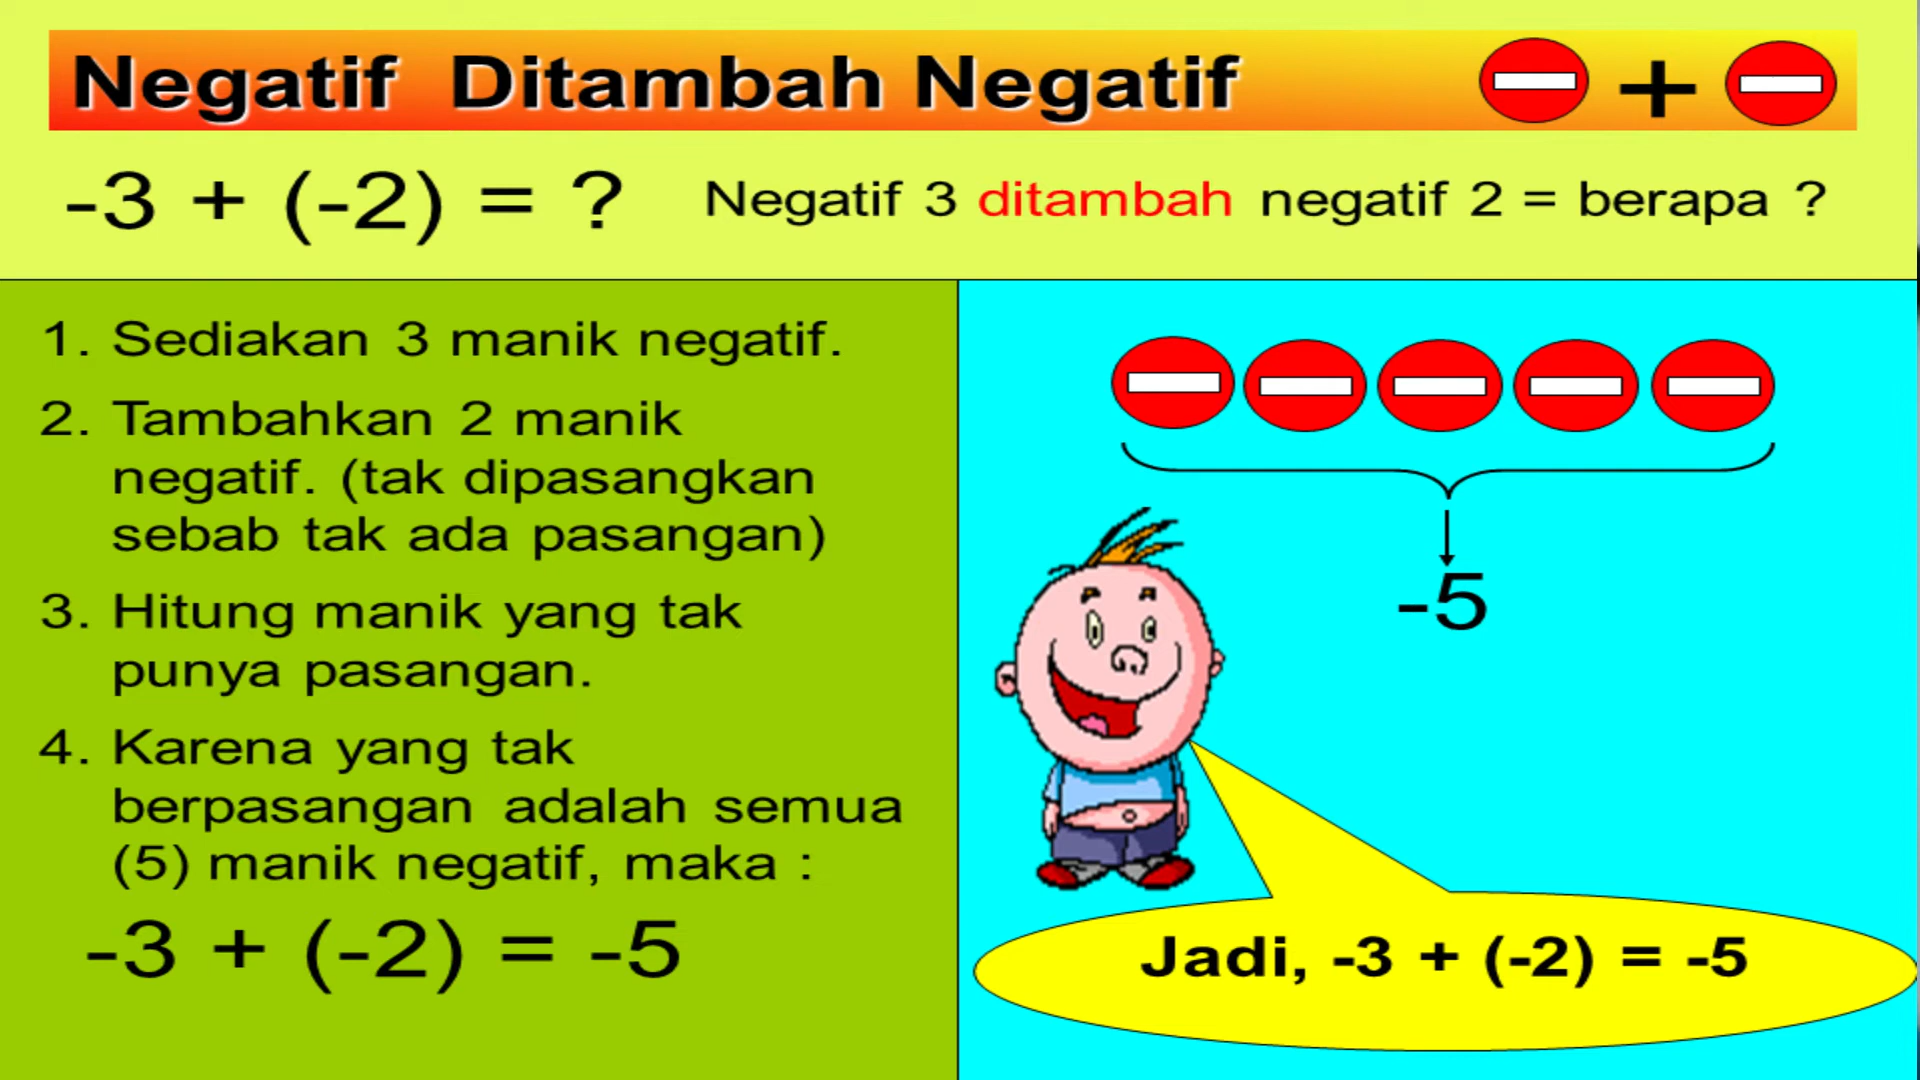 Negatif Ditambah Negatif +
-3 + (-2) = ? Negatif 3 ditambah negatif 2 = berapa ?
1. Sediakan 3 manik negatif.
2. Tambahkan 2 manik
negatif. (tak dipasangkan
sebab tak ada pasangan)
3. Hitung manik yang tak
punya pasangan.
4. Karena yang tak
berpasangan adalah semua
(5) manik negatif, maka :
-3 + (-2) = -5
-5
Jadi, -3 + (-2) = -5